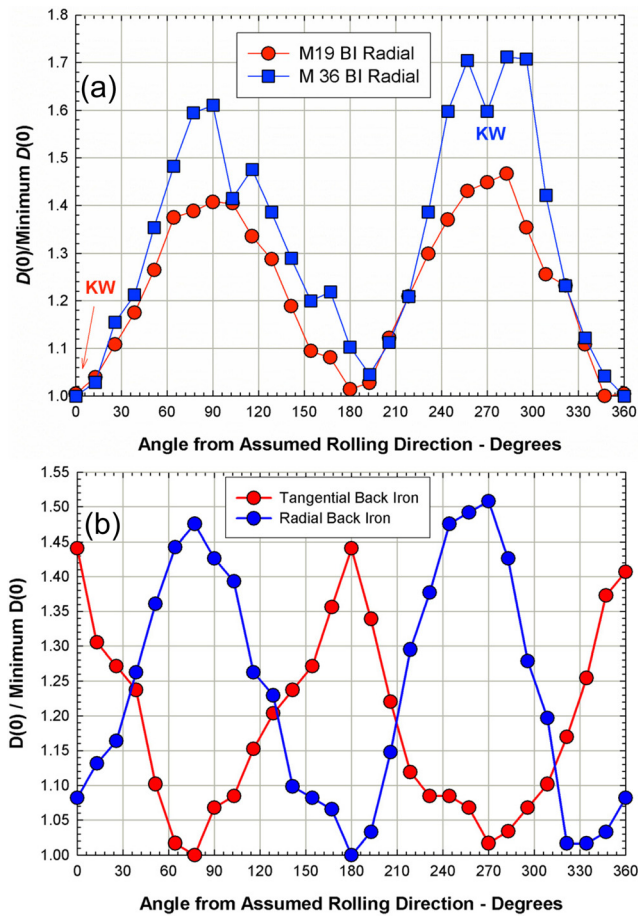 1.8
1.7
1.6
1.5
1.4
1.3
1.2
1.1
1.0
D(0)/Minimum D(0)
(a)
M19 BI Radial
M 36 BI Radial
KW
KW
0 30 60 90 120 150 180 210 240 270 300 330 360
Angle from Assumed Rolling Direction - Degrees
1.55
1.50
1.45
1.40
1.35
1.30
1.25
1.20
1.15
1.10
1.05
1.00
D(0) / Minimum D(0)
(b)
Tangential Back Iron
Radial Back Iron
0 30 60 90 120 150 180 210 240 270 300 330 360
Angle from Assumed Rolling Direction - Degrees